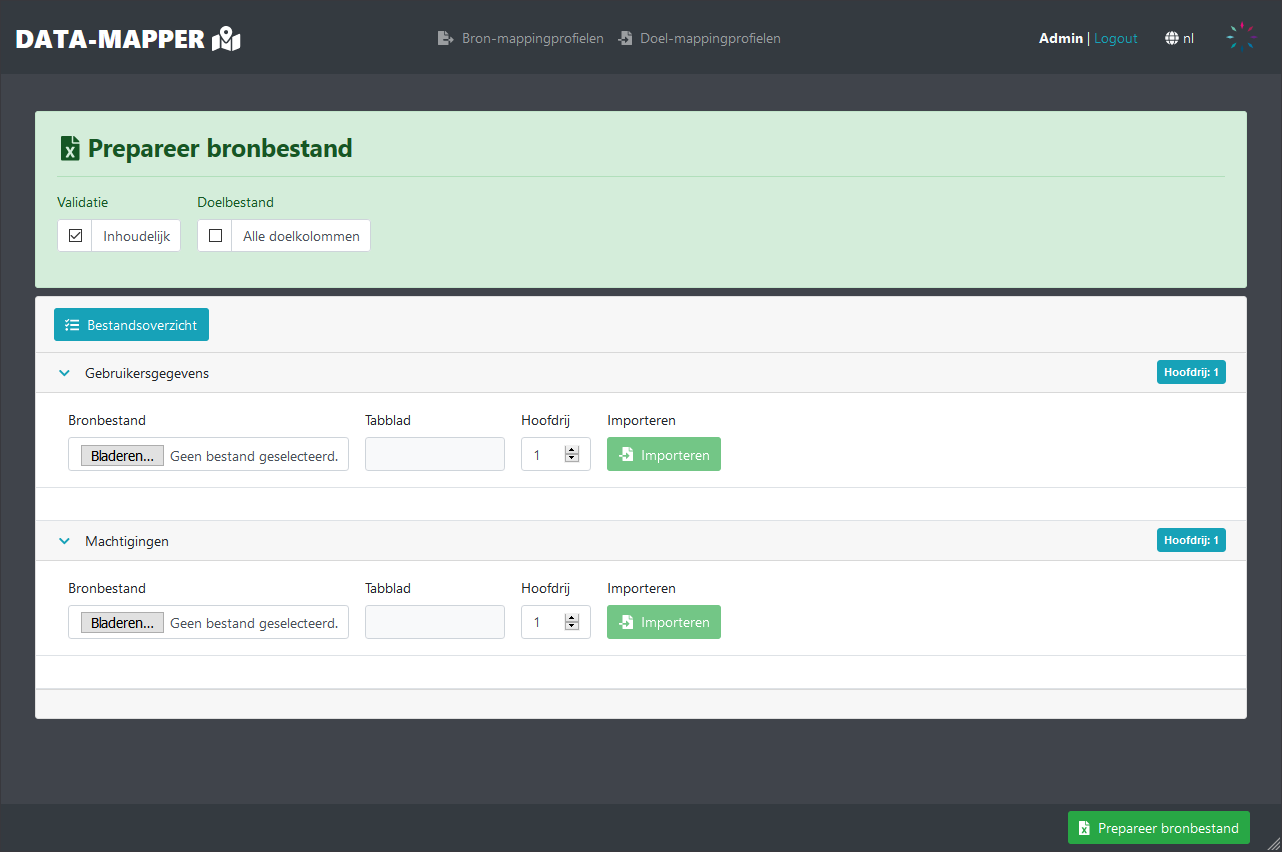 DATA-MAPPER
Bron-mappingprofielen Doel-mappingprofielen
Admin | Logout nl
Prepareer bronbestand
Validatie Doelbestand
Inhoudelijk Alle doelkolommen
Bestandsoverzicht
Gebruikersgegevens Hoofdrij: 1
Bronbestand Tabblad Hoofdrij Importeren
Bladeren... Geen bestand geselecteerd. 1 Importeren
Machtigingen Hoofdrij: 1
Bronbestand Tabblad Hoofdrij Importeren
Bladeren... Geen bestand geselecteerd. 1 Importeren
Prepareer bronbestand